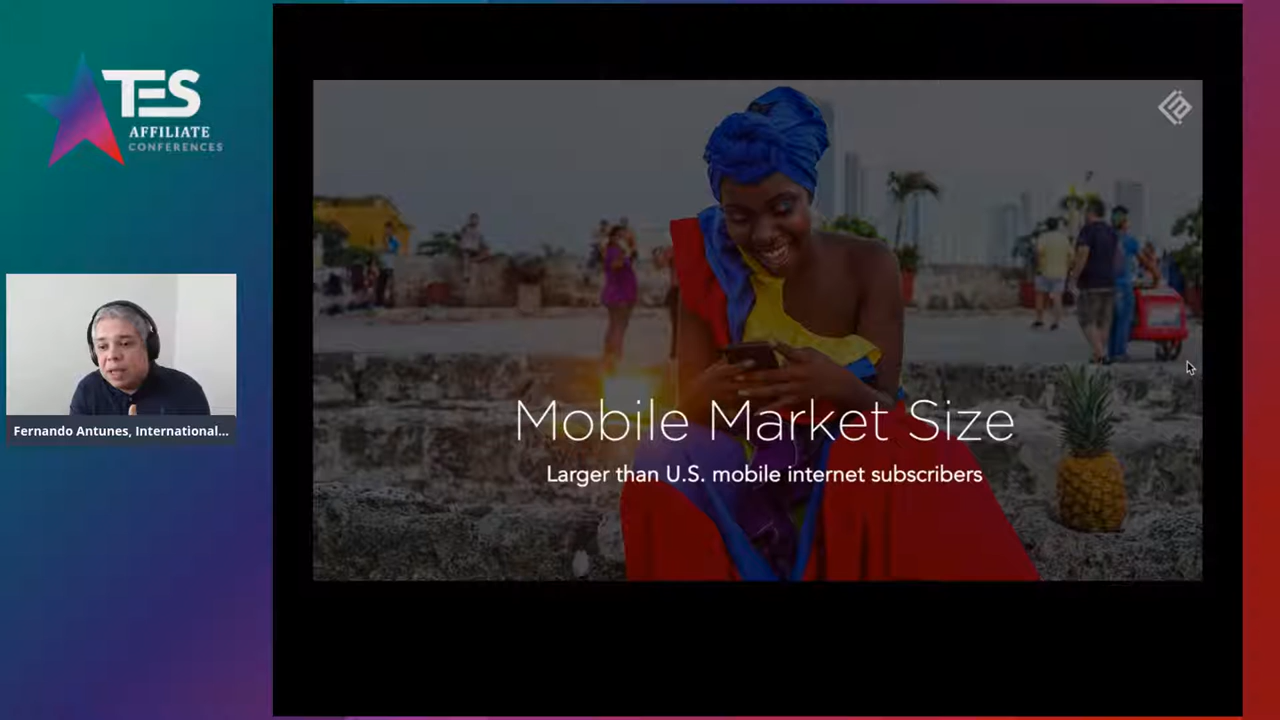 TES
AFFILIATE
CONFERENCES
Fernando Antunes, International...
Mobile Market Size
Larger than U.S. mobile internet subscribers